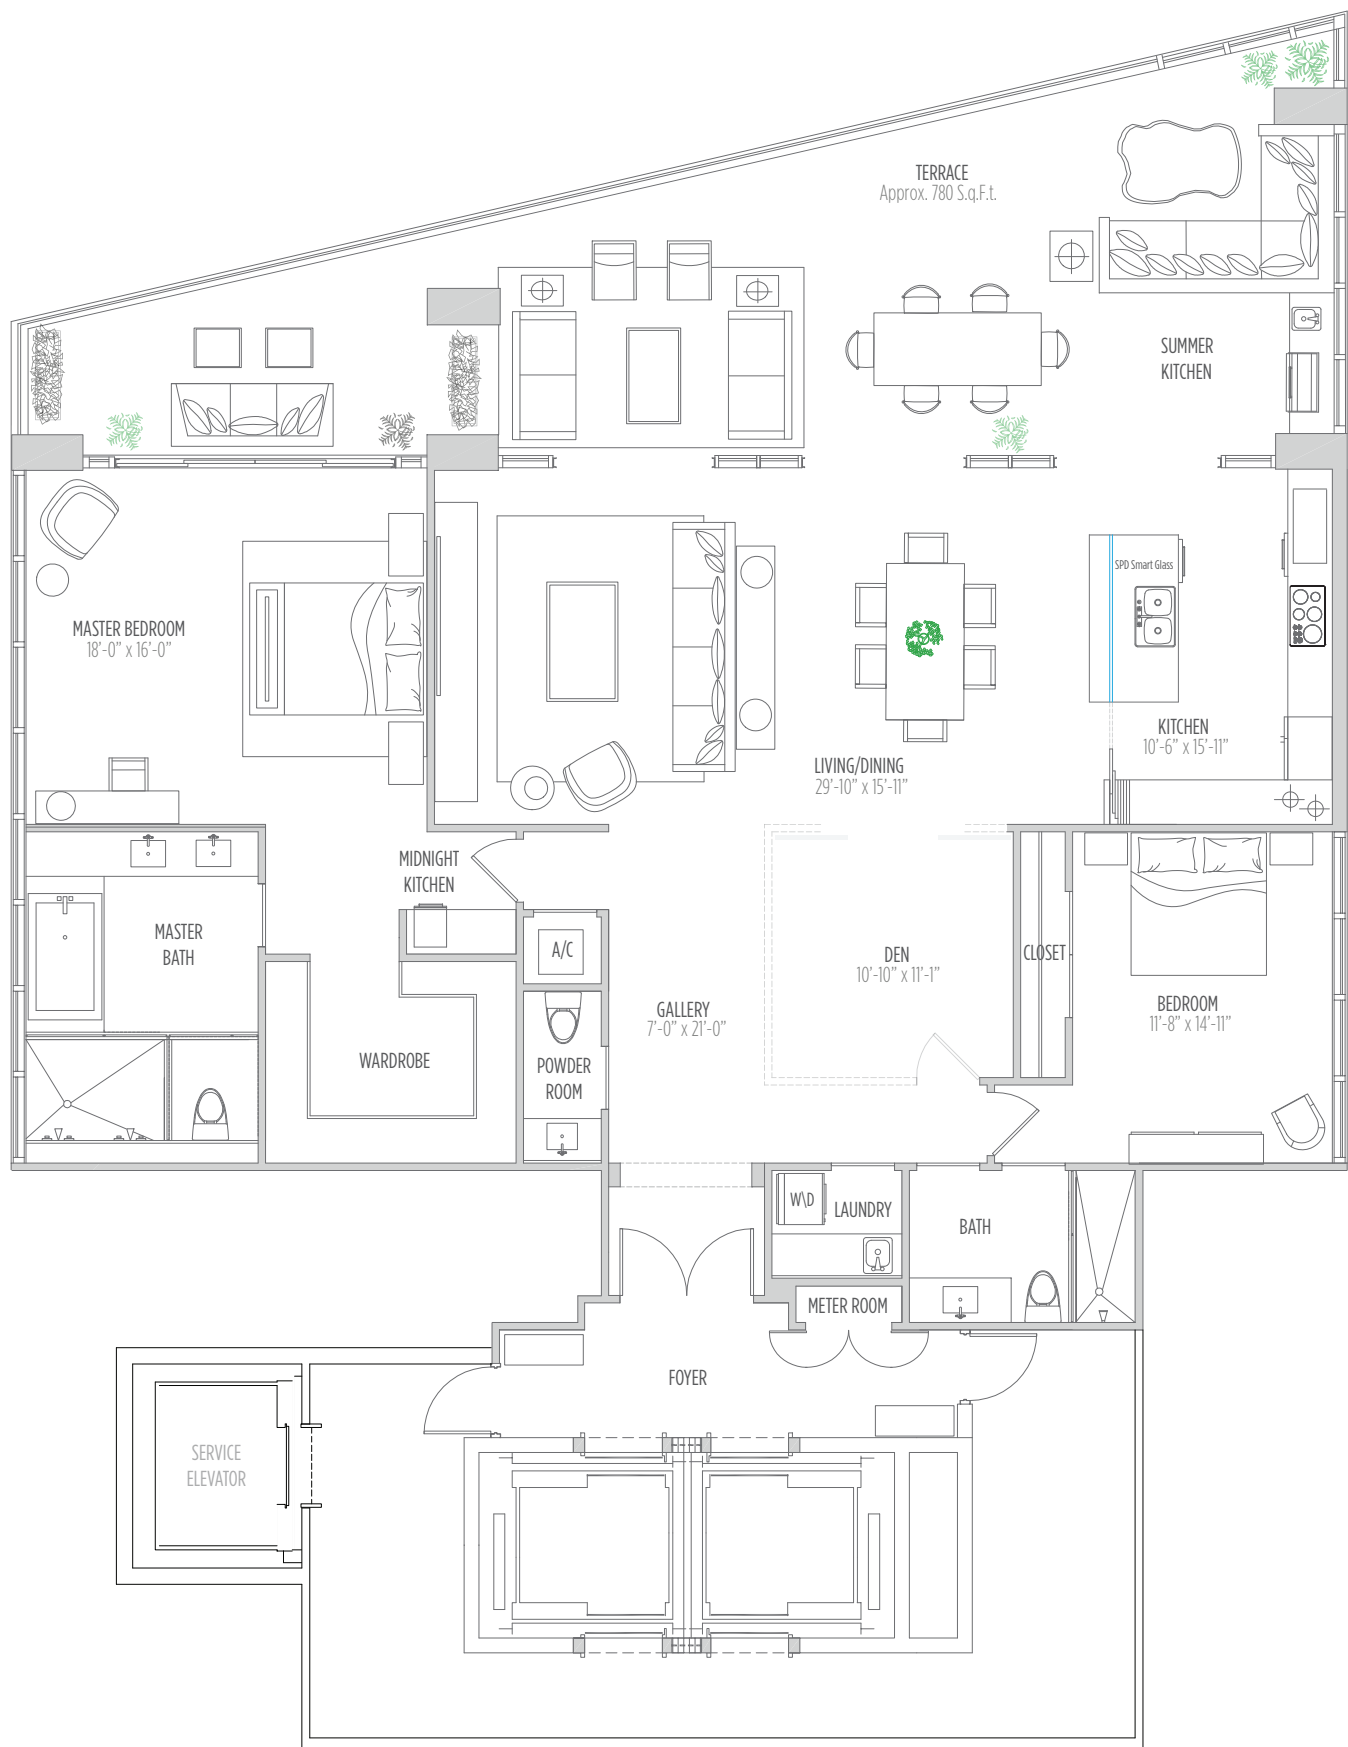 TERRACE
Approx. 780 S.q.F.t.
SUMMER
KITCHEN
SPD Smart Glass
MASTER BEDROOM
18'-0" x 16'-0"
KITCHEN
10'-6" x 15'-11"
LIVING/DINING
29'-10" x 15'-11"
MIDNIGHT
KITCHEN
MASTER
BATH
A/C
DEN
10'-10" x 11'-1"
CLOSET
BEDROOM
11'-8" x 14'-11"
GALLERY
7'-0" x 21'-0"
WARDROBE
POWDER
ROOM
W\D
LAUNDRY
BATH
METER ROOM
FOYER
SERVICE
ELEVATOR